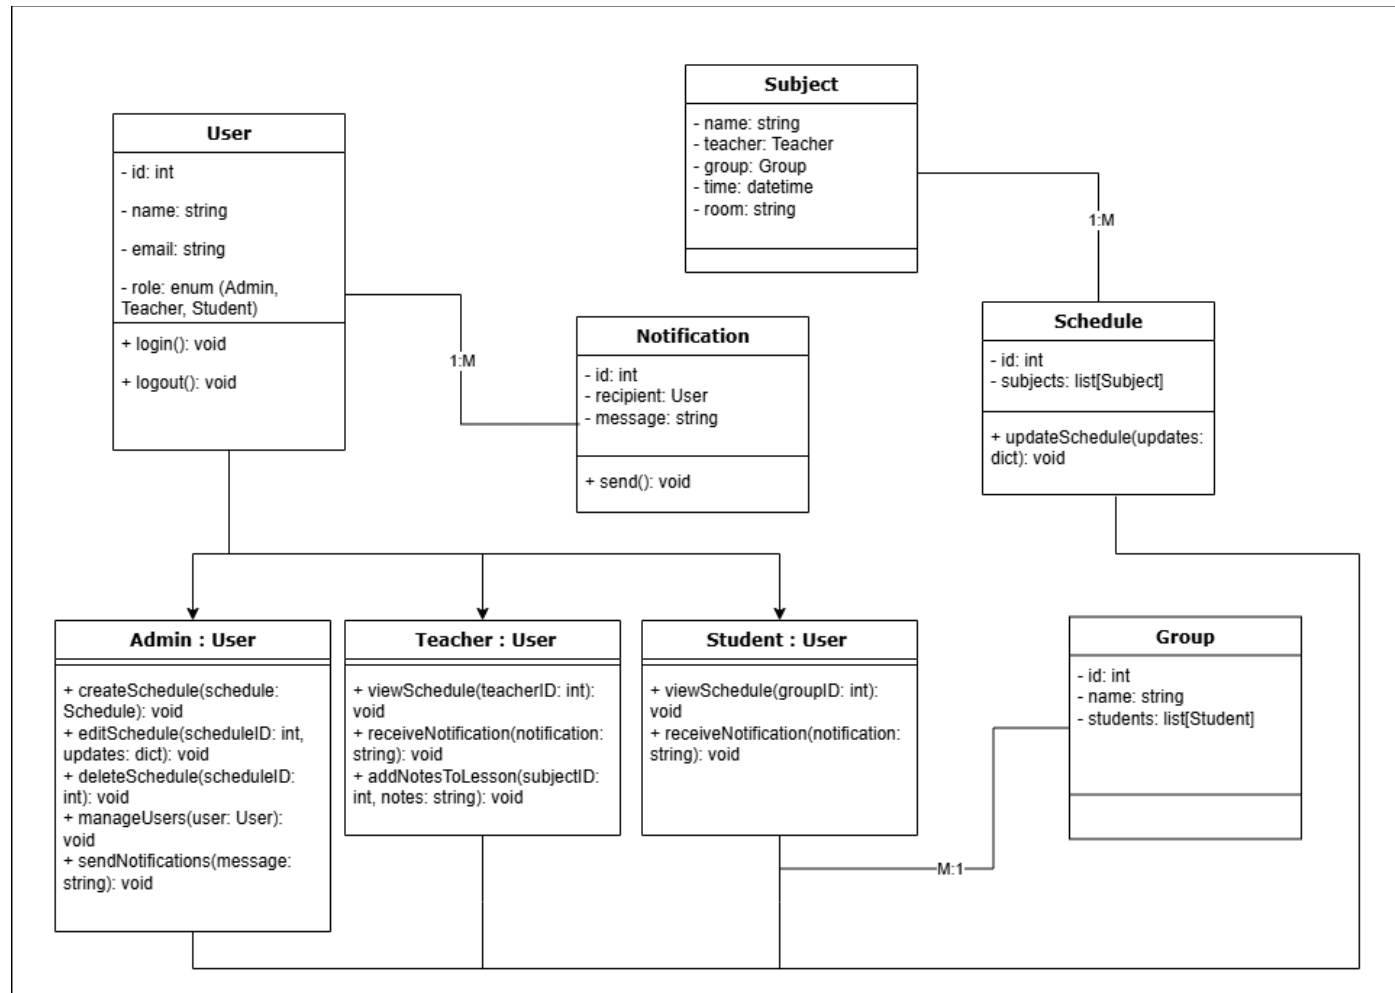 User
- id: int
- name: string
- email: string
- role: enum (Admin,
Teacher, Student)
+ login(): void
+ logout(): void
1:M
Notification
- id: int
- recipient: User
- message: string
+ send(): void
Subject
- name: string
- teacher: Teacher
- group: Group
- time: datetime
- room: string
1:M
Schedule
- id: int
- subjects: list[Subject]
+ updateSchedule(updates:
dict): void
Admin : User
+ createSchedule(schedule:
Schedule): void
+ editSchedule(scheduleID: int,
updates: dict): void
+ deleteSchedule(scheduleID:
int): void
+ manageUsers(user: User):
void
+ sendNotifications(message:
string): void
Teacher : User
+ viewSchedule(teacherID: int):
void
+ receiveNotification(notification:
string): void
+ addNotesToLesson(subjectID:
int, notes: string): void
Student : User
+ viewSchedule(groupID: int):
void
+ receiveNotification(notification:
string): void
M:1
Group
- id: int
- name: string
- students: list[Student]